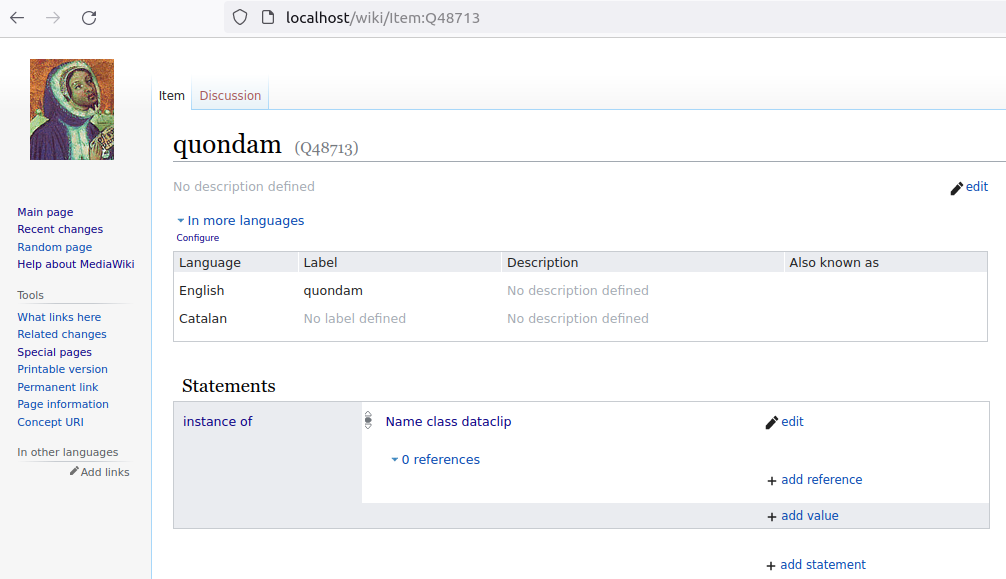 localhost/wiki/Item:Q48713
Item Discussion
quondam (Q48713)
No description defined
edit
In more languages
Configure
Language Label Description Also known as
English quondam No description defined
Catalan No label defined No description defined
Main page
Recent changes
Random page
Help about MediaWiki
Tools
What links here
Related changes
Special pages
Printable version
Permanent link
Page information
Concept URI
In other languages
Add links
Statements
instance of Name class dataclip edit
0 references
+ add reference
+ add value
+ add statement